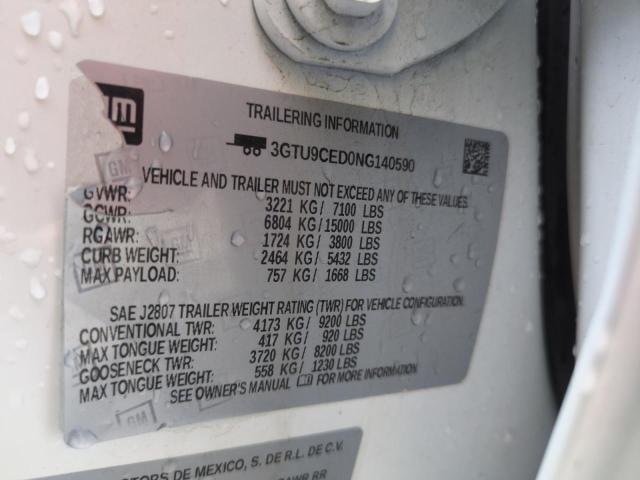 gm
TRAILERING INFORMATION
3GTU9CED0NG140590
VEHICLE AND TRAILER MUST NOT EXCEED ANY OF THESE VALUES.
GVWR: 3221 KG/ 7100 LBS
GCWR: 6804 KG/15000 LBS
RGAWR: 1724 KG/ 3800 LBS
CURB WEIGHT: 2464 KG/ 5432 LBS
MAX PAYLOAD: 757 KG/ 1668 LBS
SAE J2807 TRAILER WEIGHT RATING (TWR) FOR VEHICLE CONFIGURATION.
CONVENTIONAL TWR: 4173 KG/ 9200 LBS
MAX TONGUE WEIGHT: 417 KG/ 920 LBS
GOOSENECK TWR: 3720 KG/ 8200 LBS
MAX TONGUE WEIGHT: 558 KG/ 1230 LBS
SEE OWNER'S MANUAL FOR MORE INFORMATION
GM
GM
GM
DE MEXICO, S. DE R.L. DE C.V.
RR